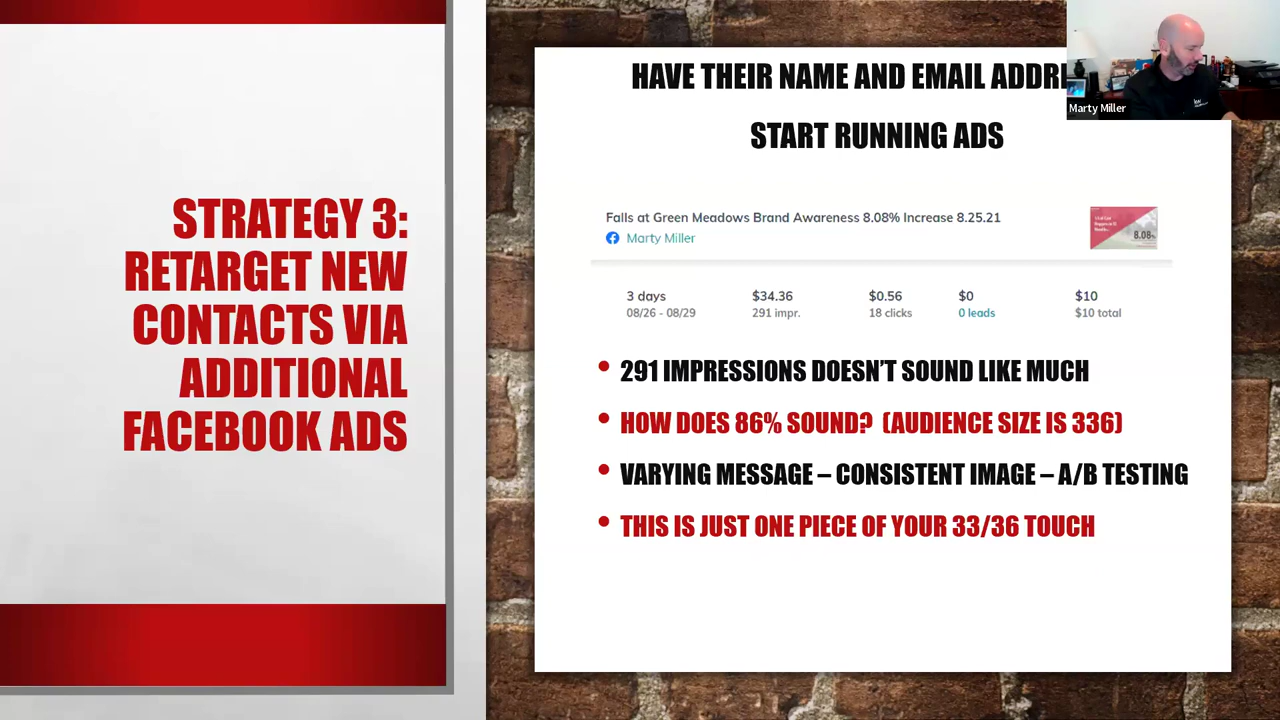 STRATEGY 3:
RETARGET NEW
CONTACTS VIA
ADDITIONAL
FACEBOOK ADS
HAVE THEIR NAME AND EMAIL
START RUNNING ADS
Marty Miller
Falls at Green Meadows Brand Awareness 8.08% Increase 8.25.21
Marty Miller
8.08%
3 days
$34.36
$0.56
$0
$10
08/26 - 08/29
291 impr.
18 clicks
0 leads
$10 total
• 291 IMPRESSIONS DOESN'T SOUND LIKE MUCH
• HOW DOES 86% SOUND? (AUDIENCE SIZE IS 336)
• VARYING MESSAGE – CONSISTENT IMAGE – A/B TESTING
• THIS IS JUST ONE PIECE OF YOUR 33/36 TOUCH